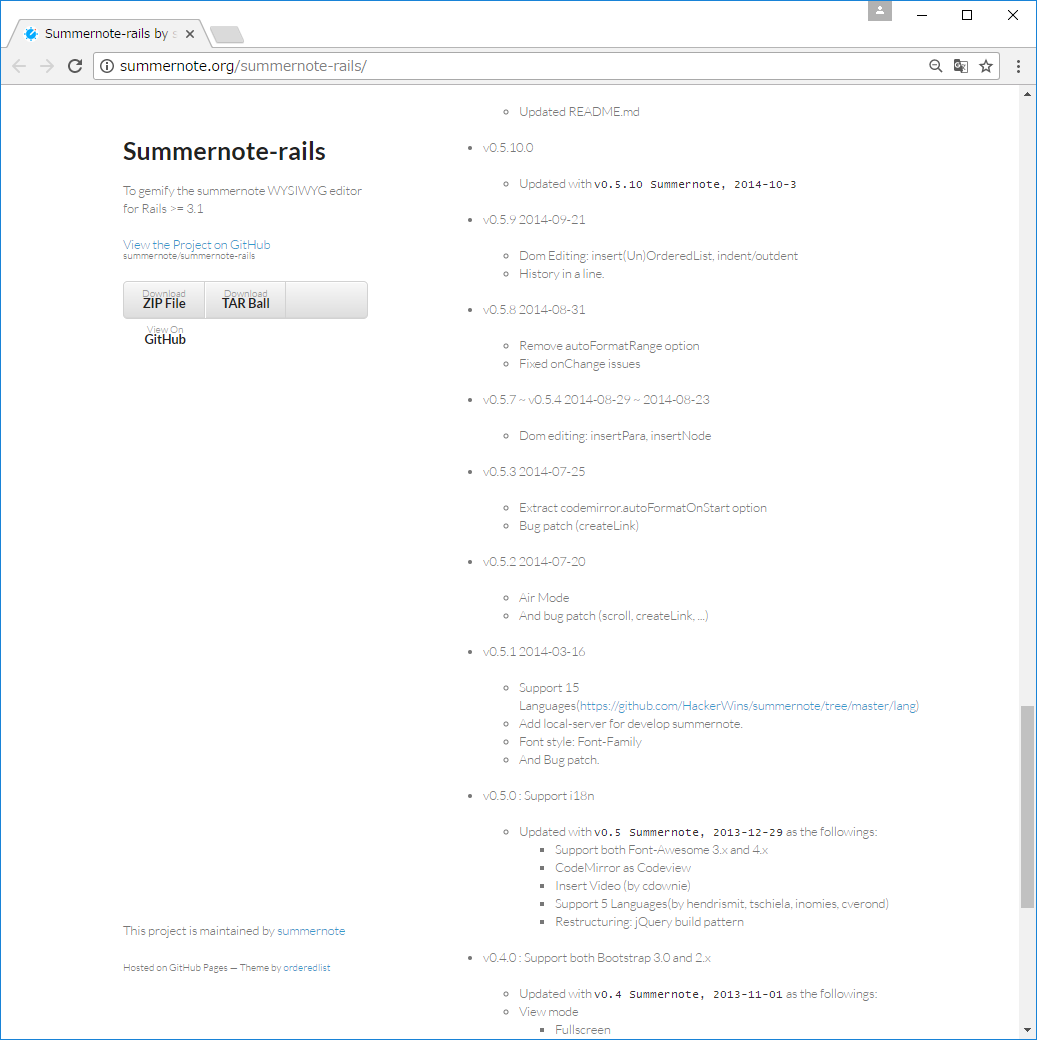 Summernote-rails by s
summernote.org/summernote-rails/
Summernote-rails
To gemify the summernote WYSIWYG editor
for Rails >= 3.1
View the Project on GitHub
summernote/summernote-rails
Download
ZIP File
Download
TAR Ball
View On
GitHub
This project is maintained by summernote
Hosted on GitHub Pages — Theme by orderedlist
Updated README.md
v0.5.10.0
Updated with v0.5.10 Summernote, 2014-10-3
v0.5.9 2014-09-21
Dom Editing: insert(Un)OrderedList, indent/outdent
History in a line.
v0.5.8 2014-08-31
Remove autoFormatRange option
Fixed onChange issues
v0.5.7 ~ v0.5.4 2014-08-29 ~ 2014-08-23
Dom editing: insertPara, insertNode
v0.5.3 2014-07-25
Extract codemirror.autoFormatOnStart option
Bug patch (createLink)
v0.5.2 2014-07-20
Air Mode
And bug patch (scroll, createLink, ...)
v0.5.1 2014-03-16
Support 15
Languages(https://github.com/HackerWins/summernote/tree/master/lang)
Add local-server for develop summernote.
Font style: Font-Family
And Bug patch.
v0.5.0 : Support i18n
Updated with v0.5 Summernote, 2013-12-29 as the followings:
Support both Font-Awesome 3.x and 4.x
CodeMirror as Codeview
Insert Video (by cdownie)
Support 5 Languages(by hendrismit, tschiela, inomies, cverond)
Restructuring: jQuery build pattern
v0.4.0 : Support both Bootstrap 3.0 and 2.x
Updated with v0.4 Summernote, 2013-11-01 as the followings:
View mode
Fullscreen